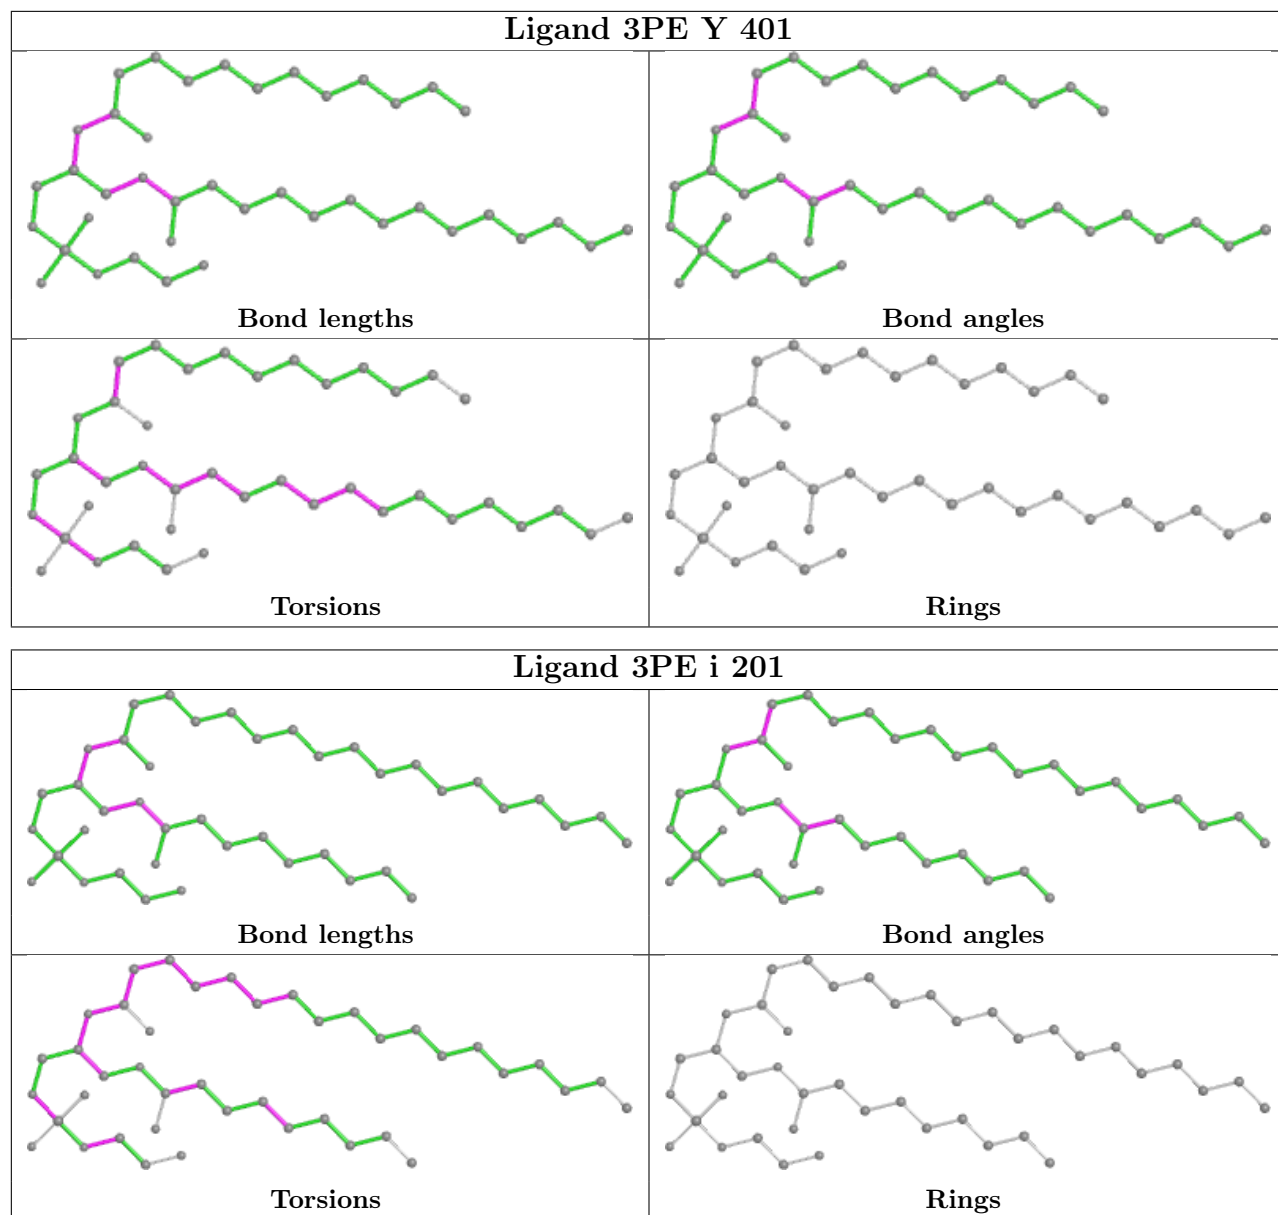 Ligand 3PE Y 401
Bond lengths
Bond angles
Torsions
Rings
Ligand 3PE i 201
Bond lengths
Bond angles
Torsions
Rings